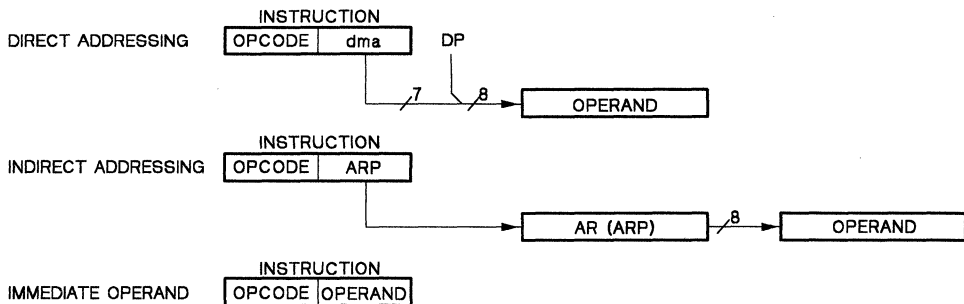 INSTRUCTION
DIRECT ADDRESSING OPCODE dma DP
7 8 OPERAND
INSTRUCTION
INDIRECT ADDRESSING OPCODE ARP
AR (ARP) 8 OPERAND
INSTRUCTION
IMMEDIATE OPERAND OPCODE OPERAND